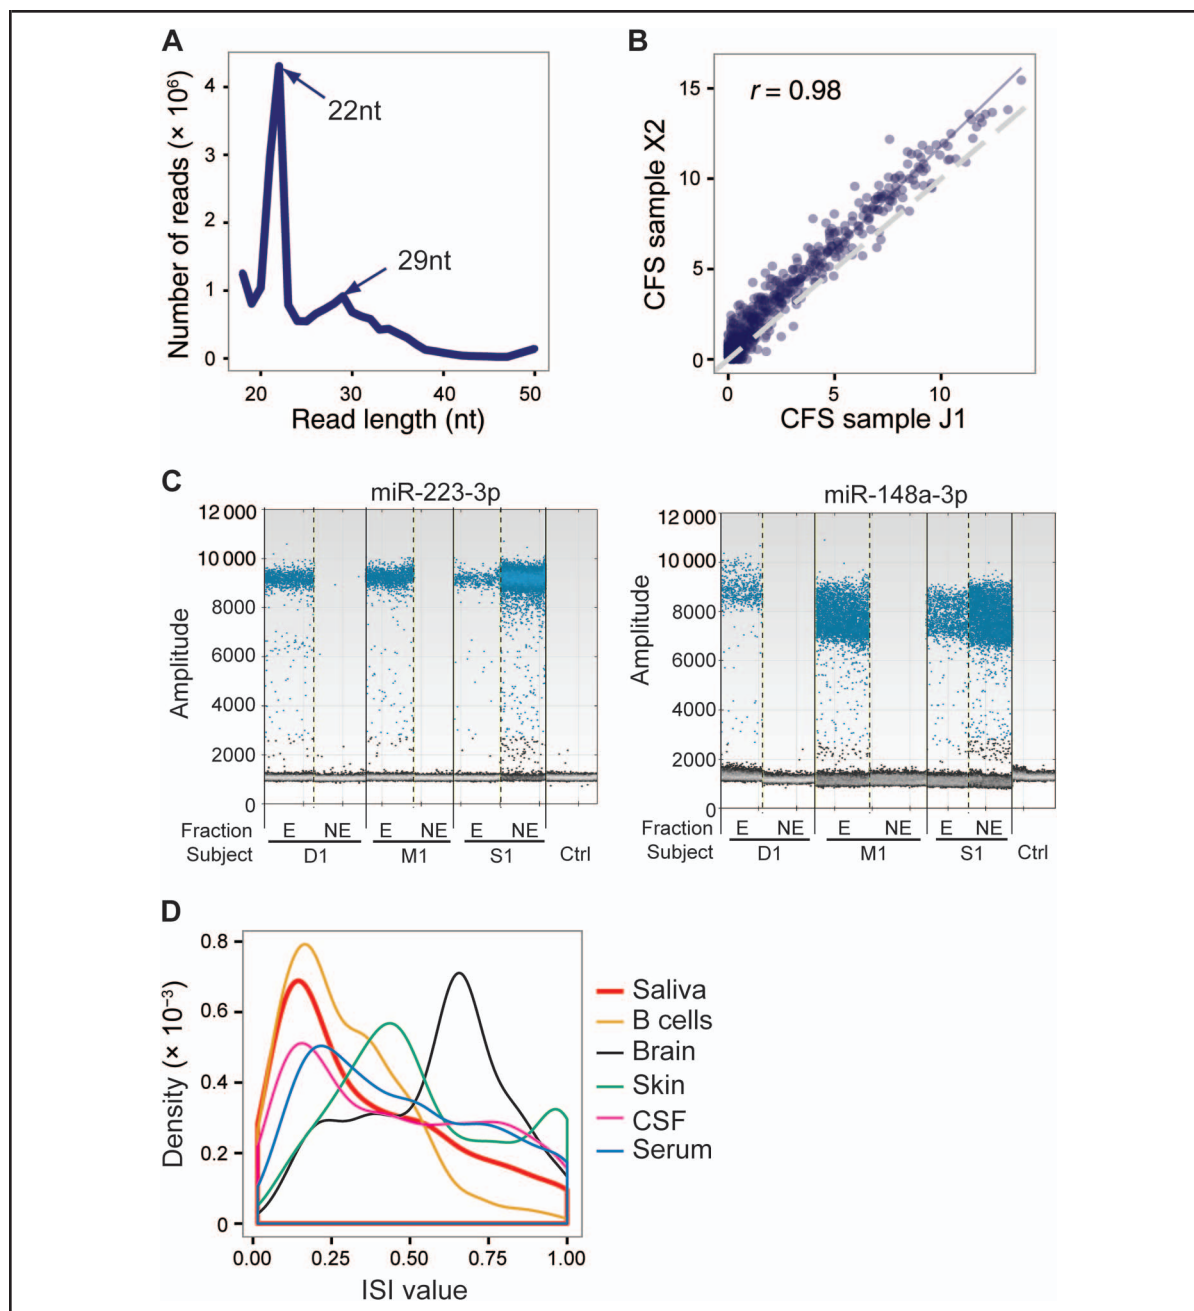 A
Number of reads (× 10⁶)
4
3
2
1
0
22nt
29nt
20 30 40 50
Read length (nt)
B
CFS sample X2
15
10
5
0
r = 0.98
0 5 10
CFS sample J1
C
miR-223-3p
Amplitude
12 000
10 000
8000
6000
4000
2000
0
Fraction E NE E NE E NE
Subject D1 M1 S1 Ctrl
miR-148a-3p
Amplitude
12 000
10 000
8000
6000
4000
2000
0
Fraction E NE E NE E NE
Subject D1 M1 S1 Ctrl
D
Density (× 10⁻³)
0.8
0.6
0.4
0.2
0
0.00 0.25 0.50 0.75 1.00
ISI value
Saliva
B cells
Brain
Skin
CSF
Serum